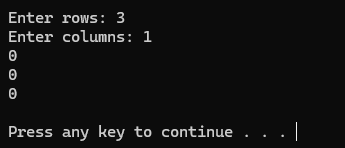 Enter rows: 3
Enter columns: 1
0
0
0
Press any key to continue . . .